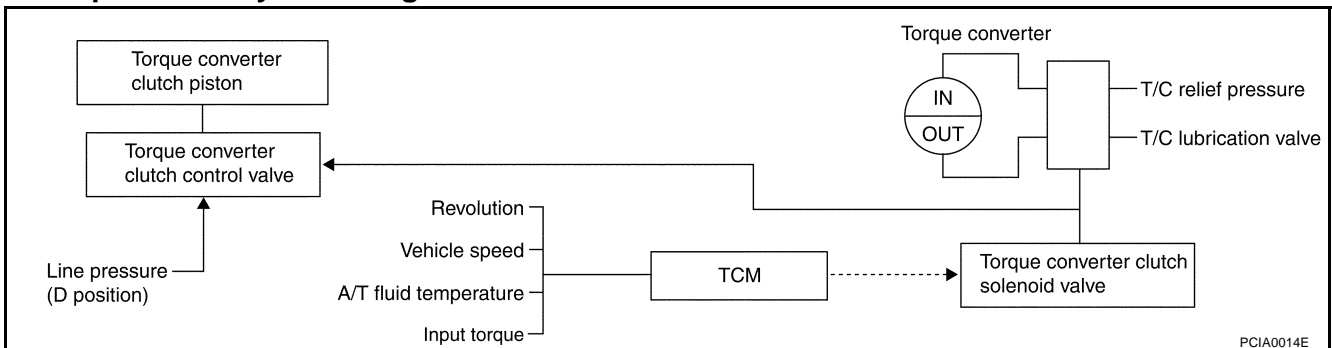 Torque converter
clutch piston
Torque converter
clutch control valve
Line pressure
(D position)
Revolution
Vehicle speed
A/T fluid temperature
Input torque
TCM
Torque converter
IN
OUT
T/C relief pressure
T/C lubrication valve
Torque converter clutch
solenoid valve
PCIA0014E